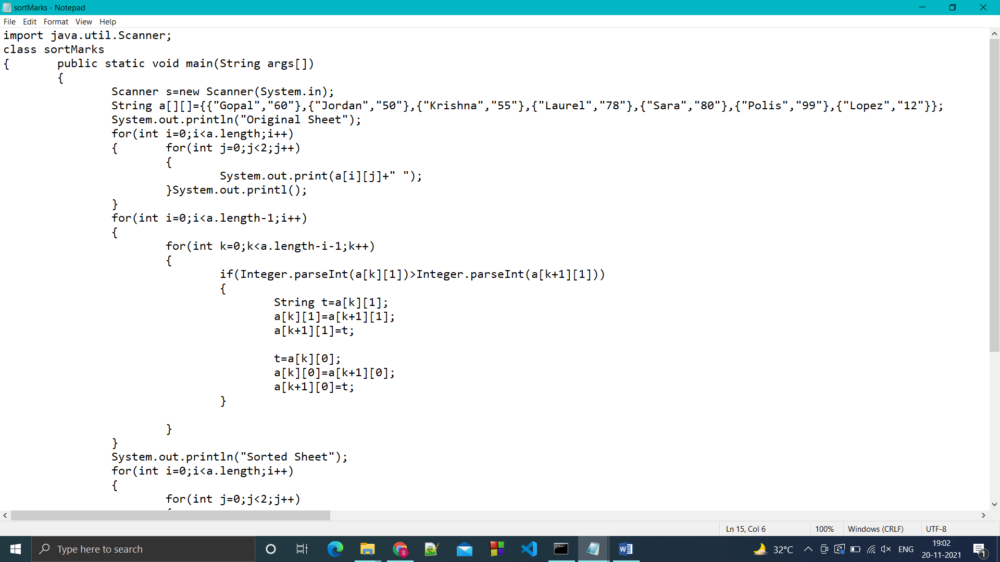 sortMarks - Notepad
File Edit Format View Help
import java.util.Scanner;
class sortMarks
{	public static void main(String args[])
	{
		Scanner s=new Scanner(System.in);
		String a[][]={{"Gopal","60"},{"Jordan","50"},{"Krishna","55"},{"Laurel","78"},{"Sara","80"},{"Polis","99"},{"Lopez","12"}};
		System.out.println("Original Sheet");
		for(int i=0;i<a.length;i++)
		{	for(int j=0;j<2;j++)
			{
				System.out.print(a[i][j]+" ");
			}System.out.printl();
		}
		for(int i=0;i<a.length-1;i++)
		{
			for(int k=0;k<a.length-i-1;k++)
			{
				if(Integer.parseInt(a[k][1])>Integer.parseInt(a[k+1][1]))
				{
					String t=a[k][1];
					a[k][1]=a[k+1][1];
					a[k+1][1]=t;

					t=a[k][0];
					a[k][0]=a[k+1][0];
					a[k+1][0]=t;
				}

			}
		}
		System.out.println("Sorted Sheet");
		for(int i=0;i<a.length;i++)
		{
			for(int j=0;j<2;j++)
Ln 15, Col 6 100% Windows (CRLF) UTF-8
Type here to search 32°C ENG 19:02
20-11-2021 1